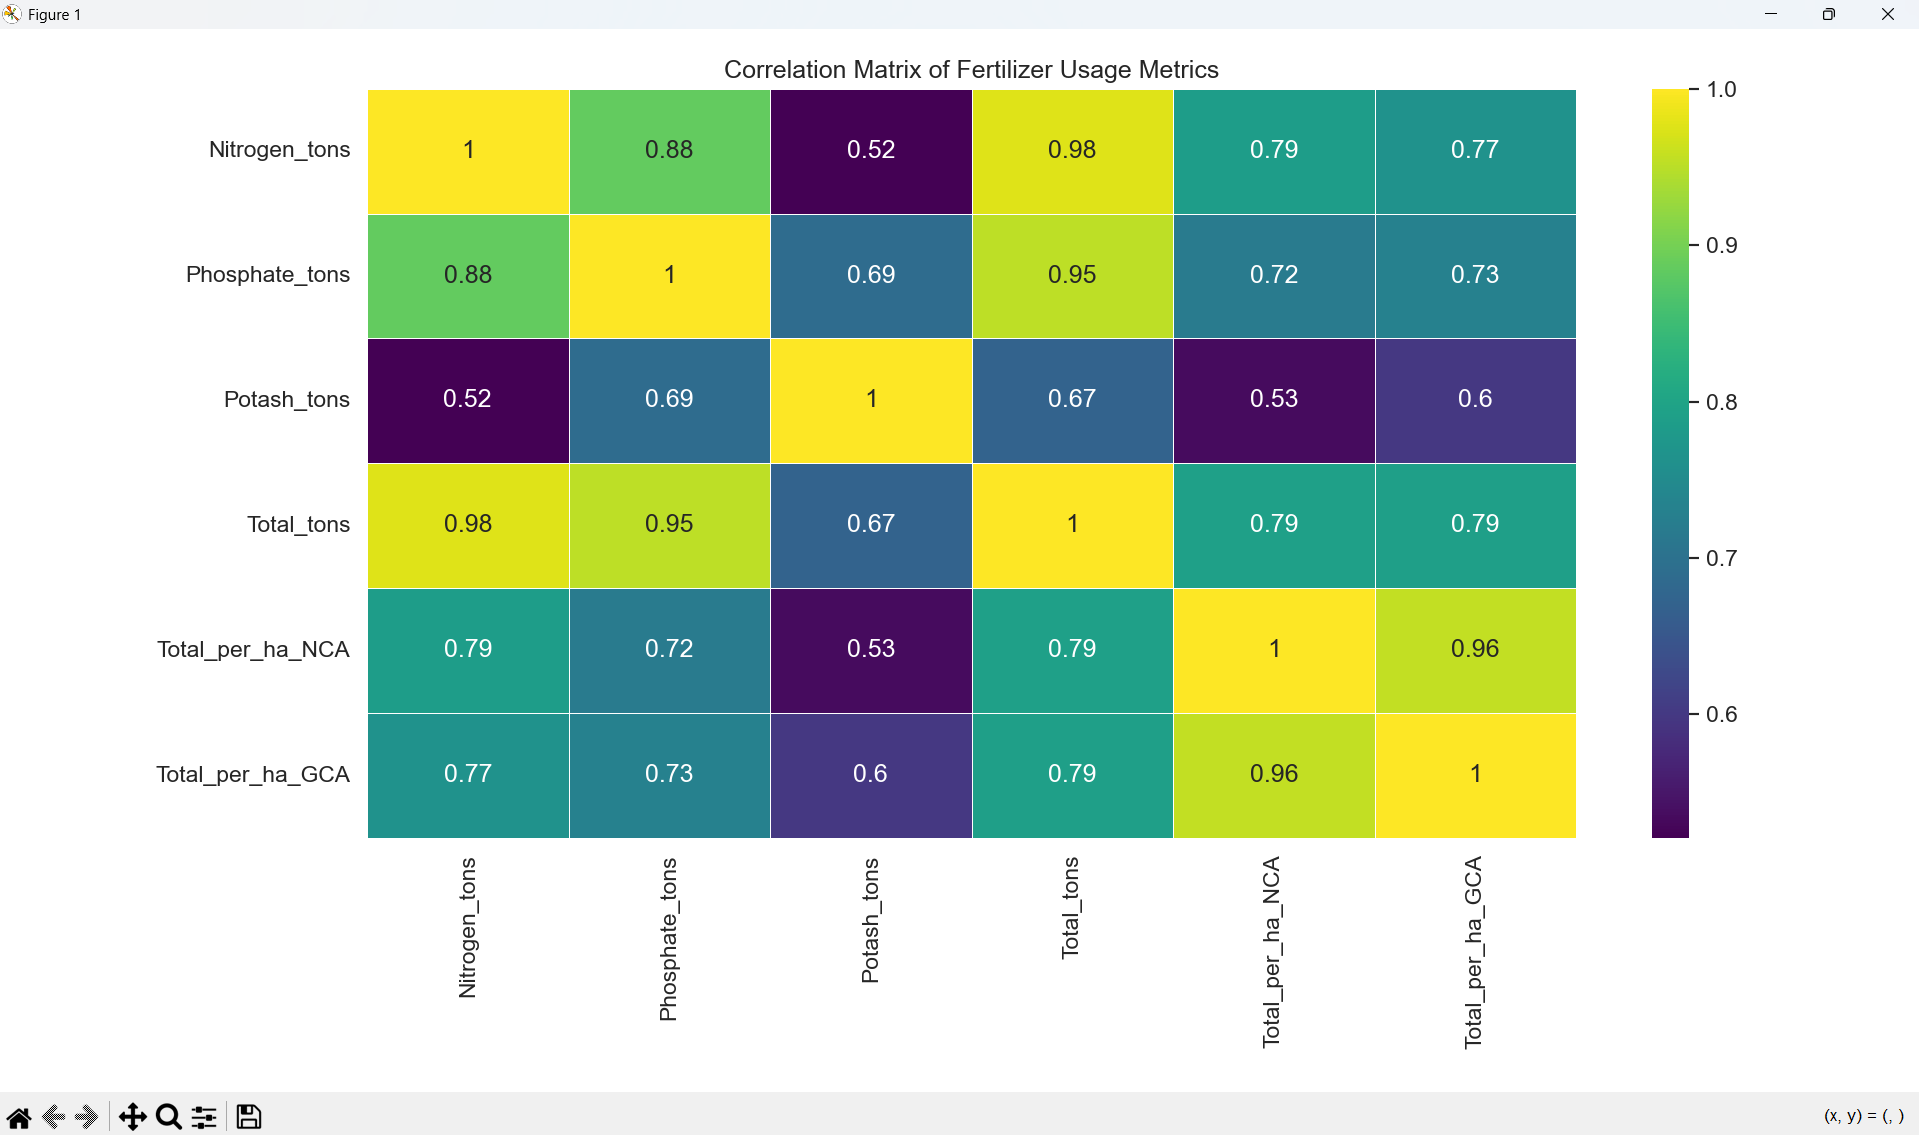 Figure 1
Correlation Matrix of Fertilizer Usage Metrics
Nitrogen_tons 1 0.88 0.52 0.98 0.79 0.77
Phosphate_tons 0.88 1 0.69 0.95 0.72 0.73
Potash_tons 0.52 0.69 1 0.67 0.53 0.6
Total_tons 0.98 0.95 0.67 1 0.79 0.79
Total_per_ha_NCA 0.79 0.72 0.53 0.79 1 0.96
Total_per_ha_GCA 0.77 0.73 0.6 0.79 0.96 1
Nitrogen_tons
Phosphate_tons
Potash_tons
Total_tons
Total_per_ha_NCA
Total_per_ha_GCA
1.0
0.9
0.8
0.7
0.6
(x, y) = (, )